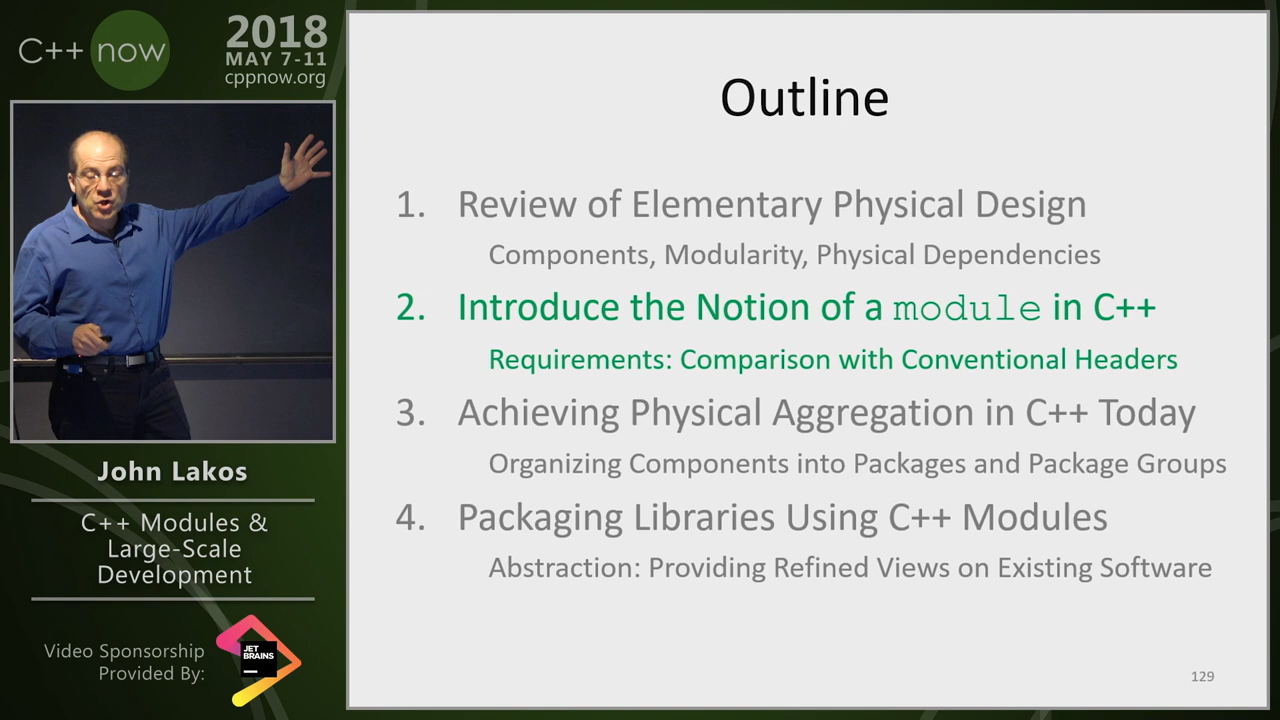 C++ now
2018
MAY 7-11
cppnow.org
John Lakos
C++ Modules &
Large-Scale
Development
Video Sponsorship
Provided By:
JET
BRAINS
Outline
1. Review of Elementary Physical Design
Components, Modularity, Physical Dependencies
2. Introduce the Notion of a module in C++
Requirements: Comparison with Conventional Headers
3. Achieving Physical Aggregation in C++ Today
Organizing Components into Packages and Package Groups
4. Packaging Libraries Using C++ Modules
Abstraction: Providing Refined Views on Existing Software
129